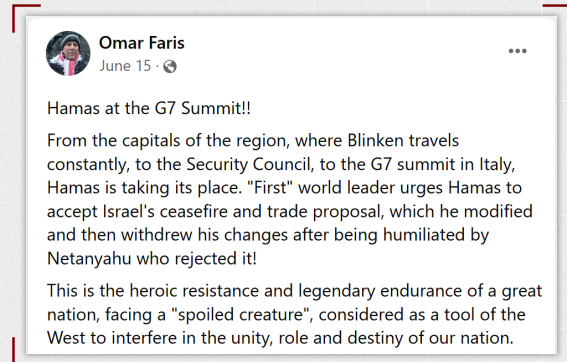 Omar Faris
June 15 ·
Hamas at the G7 Summit!!
From the capitals of the region, where Blinken travels
constantly, to the Security Council, to the G7 summit in Italy,
Hamas is taking its place. "First" world leader urges Hamas to
accept Israel's ceasefire and trade proposal, which he modified
and then withdrew his changes after being humiliated by
Netanyahu who rejected it!
This is the heroic resistance and legendary endurance of a great
nation, facing a "spoiled creature", considered as a tool of the
West to interfere in the unity, role and destiny of our nation.